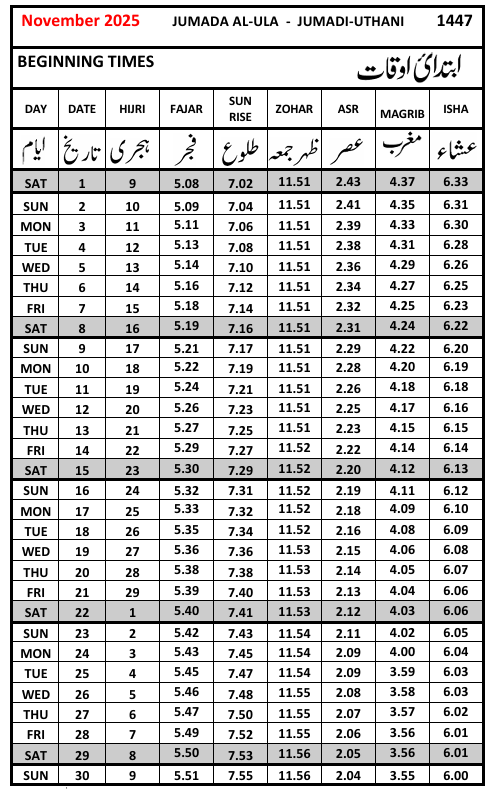 November 2025 JUMADA AL-ULA - JUMADI-UTHANI 1447
BEGINNING TIMES ابتدائ اوقات
DAY DATE HIJRI FAJAR SUN RISE ZOHAR ASR MAGRIB ISHA
ایام تاریخ ہجری فجر طلوع ظہر جمعہ عصر مغرب عشاء
SAT 1 9 5.08 7.02 11.51 2.43 4.37 6.33
SUN 2 10 5.09 7.04 11.51 2.41 4.35 6.31
MON 3 11 5.11 7.06 11.51 2.39 4.33 6.30
TUE 4 12 5.13 7.08 11.51 2.38 4.31 6.28
WED 5 13 5.14 7.10 11.51 2.36 4.29 6.26
THU 6 14 5.16 7.12 11.51 2.34 4.27 6.25
FRI 7 15 5.18 7.14 11.51 2.32 4.25 6.23
SAT 8 16 5.19 7.16 11.51 2.31 4.24 6.22
SUN 9 17 5.21 7.17 11.51 2.29 4.22 6.20
MON 10 18 5.22 7.19 11.51 2.28 4.20 6.19
TUE 11 19 5.24 7.21 11.51 2.26 4.18 6.18
WED 12 20 5.26 7.23 11.51 2.25 4.17 6.16
THU 13 21 5.27 7.25 11.51 2.23 4.15 6.15
FRI 14 22 5.29 7.27 11.52 2.22 4.14 6.14
SAT 15 23 5.30 7.29 11.52 2.20 4.12 6.13
SUN 16 24 5.32 7.31 11.52 2.19 4.11 6.12
MON 17 25 5.33 7.32 11.52 2.18 4.09 6.10
TUE 18 26 5.35 7.34 11.52 2.16 4.08 6.09
WED 19 27 5.36 7.36 11.53 2.15 4.06 6.08
THU 20 28 5.38 7.38 11.53 2.14 4.05 6.07
FRI 21 29 5.39 7.40 11.53 2.13 4.04 6.06
SAT 22 1 5.40 7.41 11.53 2.12 4.03 6.06
SUN 23 2 5.42 7.43 11.54 2.11 4.02 6.05
MON 24 3 5.43 7.45 11.54 2.09 4.00 6.04
TUE 25 4 5.45 7.47 11.54 2.09 3.59 6.03
WED 26 5 5.46 7.48 11.55 2.08 3.58 6.03
THU 27 6 5.47 7.50 11.55 2.07 3.57 6.02
FRI 28 7 5.49 7.52 11.55 2.06 3.56 6.01
SAT 29 8 5.50 7.53 11.56 2.05 3.56 6.01
SUN 30 9 5.51 7.55 11.56 2.04 3.55 6.00